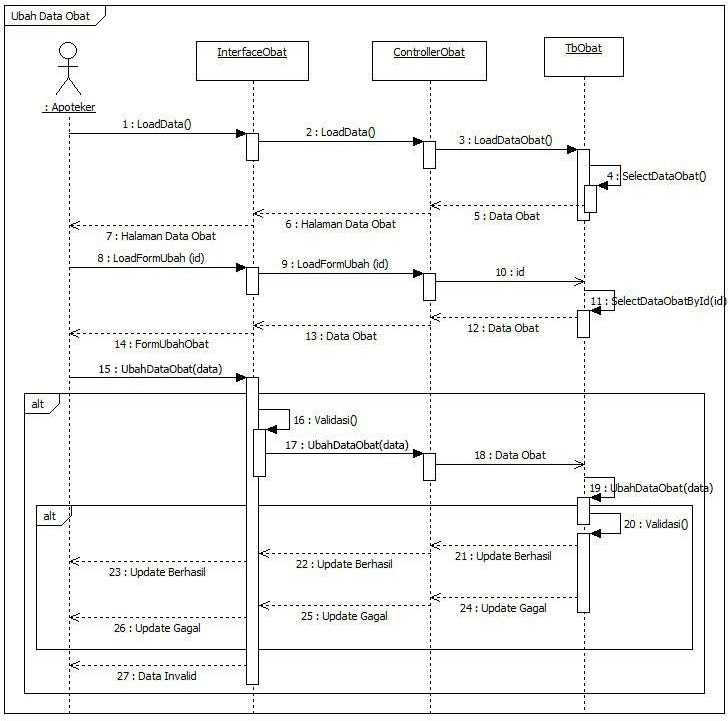 Ubah Data Obat
: Apoteker
InterfaceObat
ControllerObat
TbObat
1 : LoadData()
2 : LoadData()
3 : LoadDataObat()
4 : SelectDataObat()
5 : Data Obat
6 : Halaman Data Obat
7 : Halaman Data Obat
8 : LoadFormUbah (id)
9 : LoadFormUbah (id)
10 : id
11 : SelectDataObatById(id)
12 : Data Obat
13 : Data Obat
14 : FormUbahObat
15 : UbahDataObat(data)
alt
16 : Validasi()
17 : UbahDataObat(data)
18 : Data Obat
19 : UbahDataObat(data)
alt
20 : Validasi()
21 : Update Berhasil
22 : Update Berhasil
23 : Update Berhasil
24 : Update Gagal
25 : Update Gagal
26 : Update Gagal
27 : Data Invalid